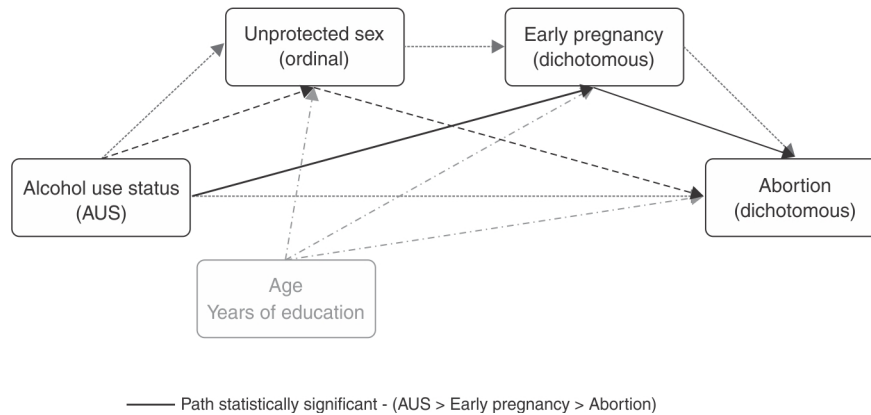 Unprotected sex
(ordinal)
Early pregnancy
(dichotomous)
Alcohol use status
(AUS)
Abortion
(dichotomous)
Age
Years of education
Path statistically significant - (AUS > Early pregnancy > Abortion)